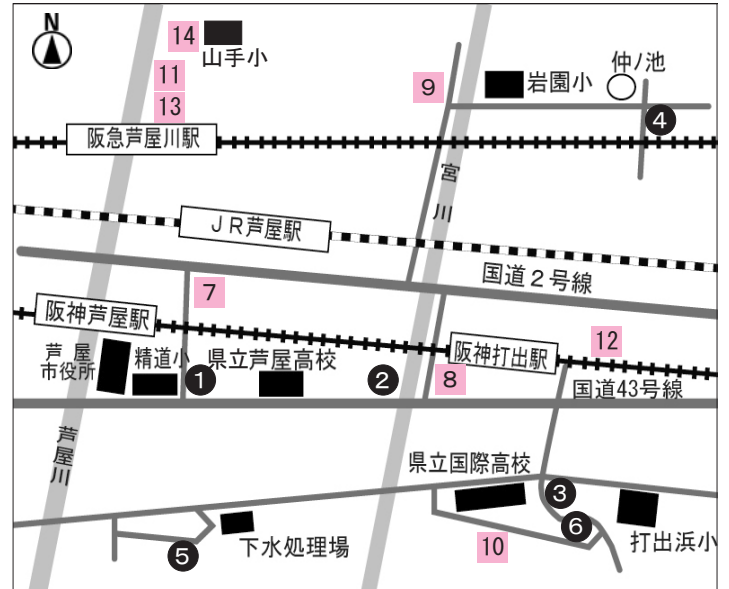 N
14
山手小
11
13
9
岩園小
仲ノ池
4
阪急芦屋川駅
宮川
JR芦屋駅
国道2号線
7
阪神芦屋駅
芦屋
市役所
精道小
1
県立芦屋高校
2
8
阪神打出駅
12
国道43号線
芦屋川
県立国際高校
3
6
打出浜小
5
下水処理場
10